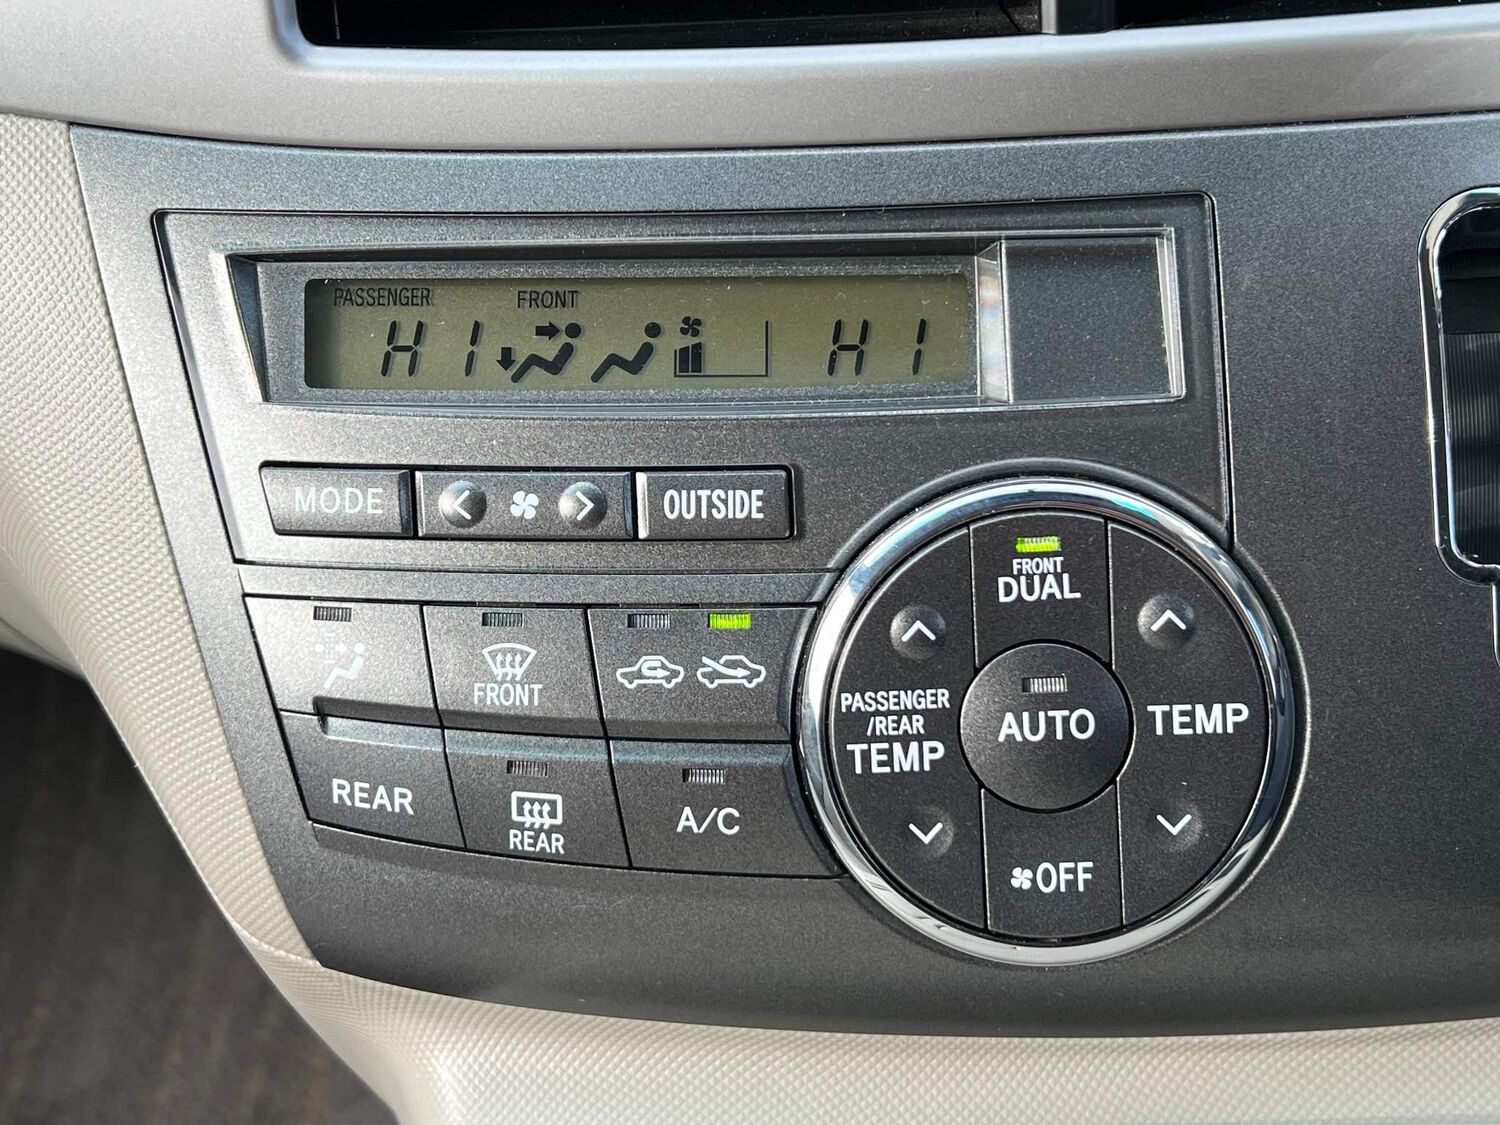 PASSENGER FRONT
HI HI
MODE OUTSIDE
FRONT
DUAL
FRONT
PASSENGER
/REAR
TEMP
AUTO
TEMP
REAR
REAR
A/C
OFF